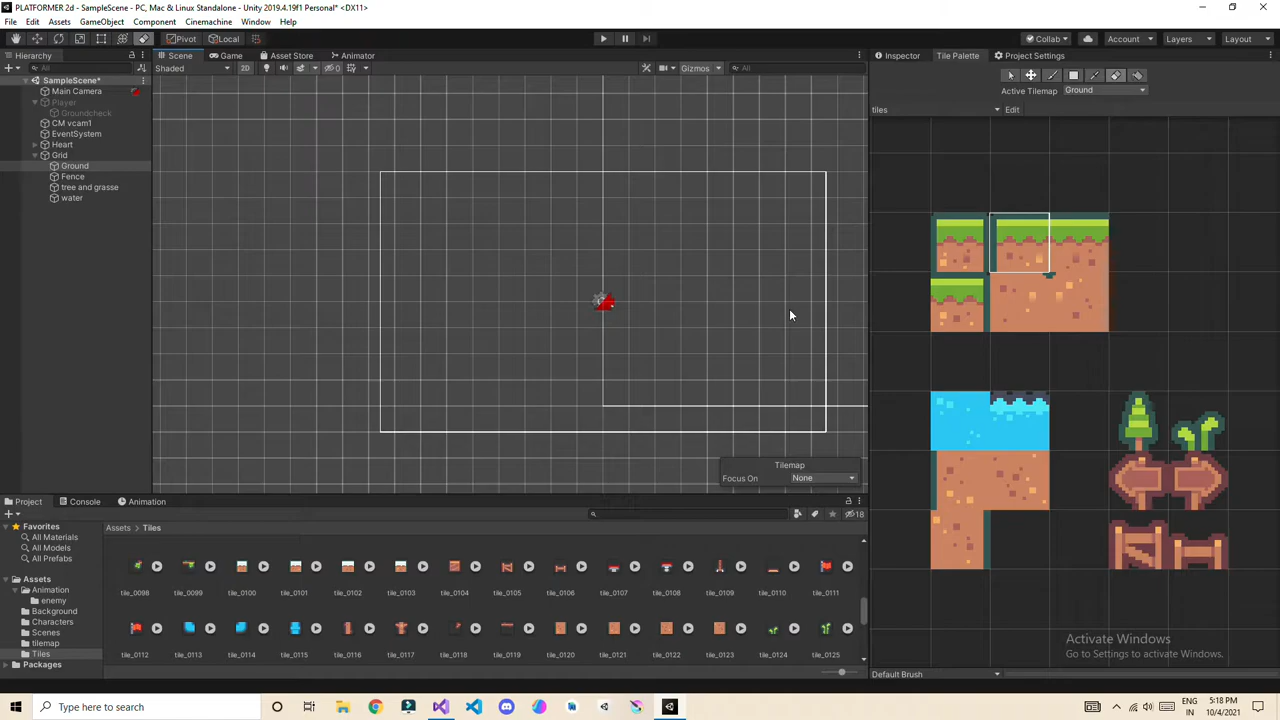 PLATFORMER 2d - SampleScene - PC, Mac & Linux Standalone - Unity 2019.4.19f1 Personal* <DX11>
File Edit Assets GameObject Component Cinemachine Window Help
Pivot Local Collab Account Layers Layout
Hierarchy Scene Game Asset Store Animator Inspector Tile Palette Project Settings
All Shaded 2D 0 Gizmos All
SampleScene*
Main Camera
Player
Groundcheck
CM vcam1
EventSystem
Heart
Grid
Ground
Fence
tree and grasse
water
Active Tilemap Ground
tiles Edit
Tilemap
Focus On None
Project Console Animation
18
Favorites
All Materials
All Models
All Prefabs
Assets
Animation
enemy
Background
Characters
Scenes
tilemap
Tiles
Packages
Assets Tiles
tile_0098 tile_0099 tile_0100 tile_0101 tile_0102 tile_0103 tile_0104 tile_0105 tile_0106 tile_0107 tile_0108 tile_0109 tile_0110 tile_0111
tile_0112 tile_0113 tile_0114 tile_0115 tile_0116 tile_0117 tile_0118 tile_0119 tile_0120 tile_0121 tile_0122 tile_0123 tile_0124 tile_0125
Activate Windows
Go to Settings to activate Windows.
Default Brush
Type here to search
ENG
IN
5:18 PM
10/4/2021